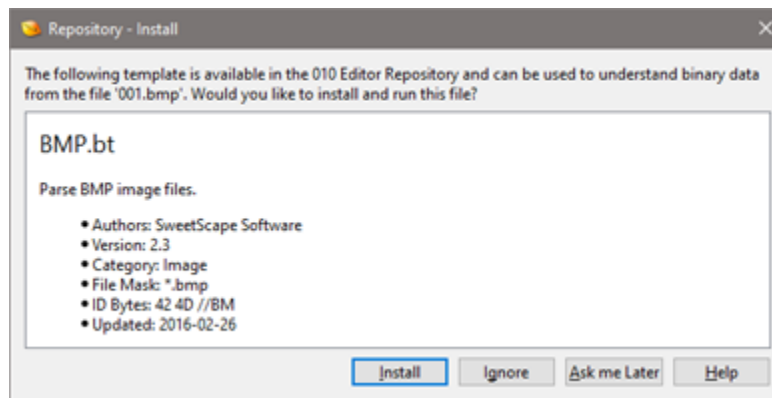 Repository - Install
The following template is available in the 010 Editor Repository and can be used to understand binary data
from the file '001.bmp'. Would you like to install and run this file?
BMP.bt
Parse BMP image files.
• Authors: SweetScape Software
• Version: 2.3
• Category: Image
• File Mask: *.bmp
• ID Bytes: 42 4D //BM
• Updated: 2016-02-26
Install Ignore Ask me Later Help